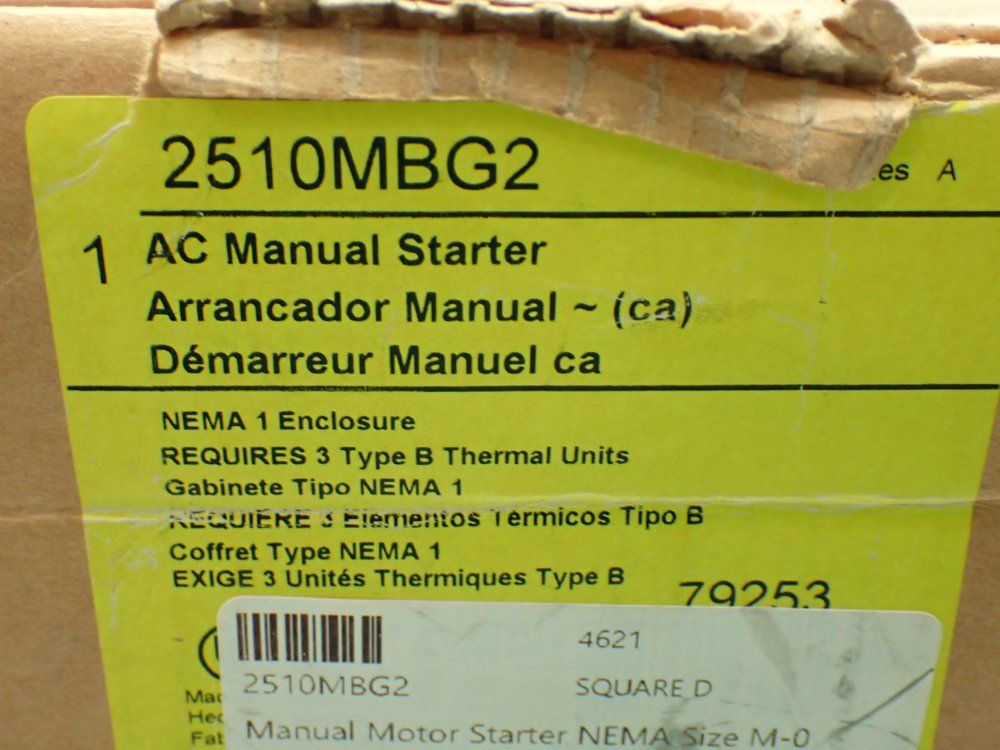 2510MBG2
es A
1 AC Manual Starter
Arrancador Manual ~ (ca)
Démarreur Manuel ca
NEMA 1 Enclosure
REQUIRES 3 Type B Thermal Units
Gabinete Tipo NEMA 1
REQUIERE 3 Elementos Térmicos Tipo B
Coffret Type NEMA 1
EXIGE 3 Unités Thermiques Type B
79253
4621
2510MBG2 SQUARE D
Manual Motor Starter NEMA Size M-0